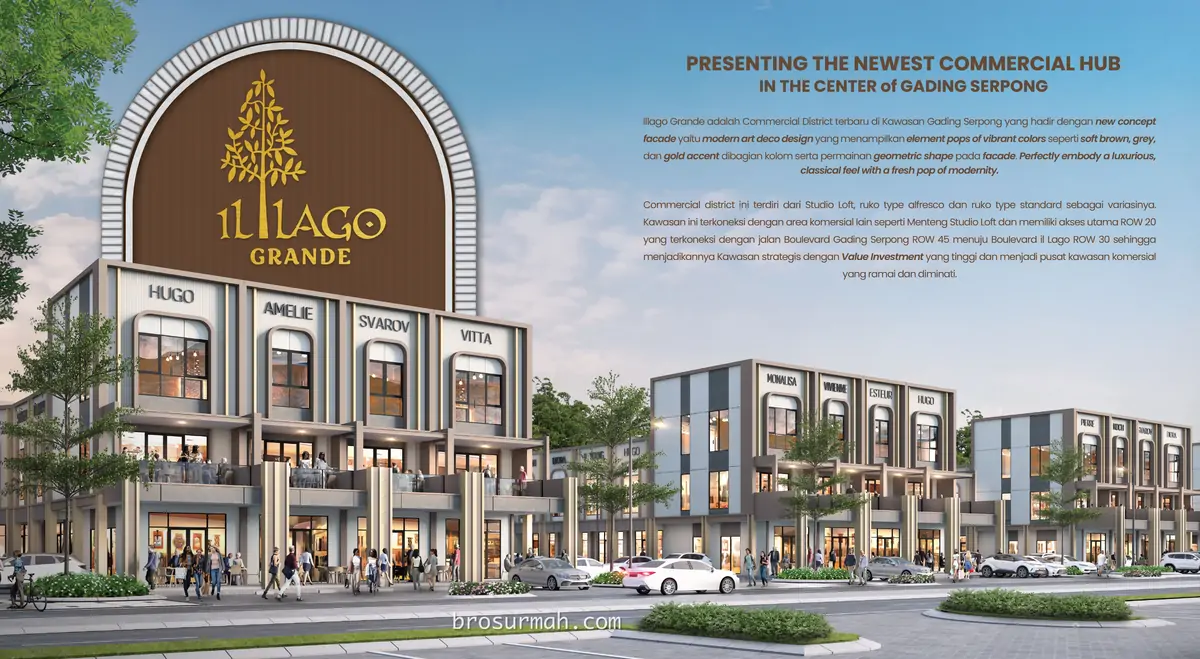 PRESENTING THE NEWEST COMMERCIAL HUB
IN THE CENTER of GADING SERPONG
Illago Grande adalah Commercial District terbaru di Kawasan Gading Serpong yang hadir dengan new concept
facade yaitu modern art deco design yang menampilkan element pops of vibrant colors seperti soft brown, grey,
dan gold accent dibagian kolom serta permainan geometric shape pada facade. Perfectly embody a luxurious,
classical feel with a fresh pop of modernity.
Commercial district ini terdiri dari Studio Loft, ruko type alfresco dan ruko type standard sebagai variasinya.
Kawasan ini terkoneksi dengan area komersial lain seperti Menteng Studio Loft dan memiliki akses utama ROW 20
yang terkoneksi dengan jalan Boulevard Gading Serpong ROW 45 menuju Boulevard il Lago ROW 30 sehingga
menjadikannya Kawasan strategis dengan Value Investment yang tinggi dan menjadi pusat kawasan komersial
yang ramai dan diminati.
IL LAGO
GRANDE
HUGO
AMELIE
SVAROV
VITTA
MONALISA
VIVIENNE
ESTEUR
HUGO
PIERRE
HUGO
brosurmah.com